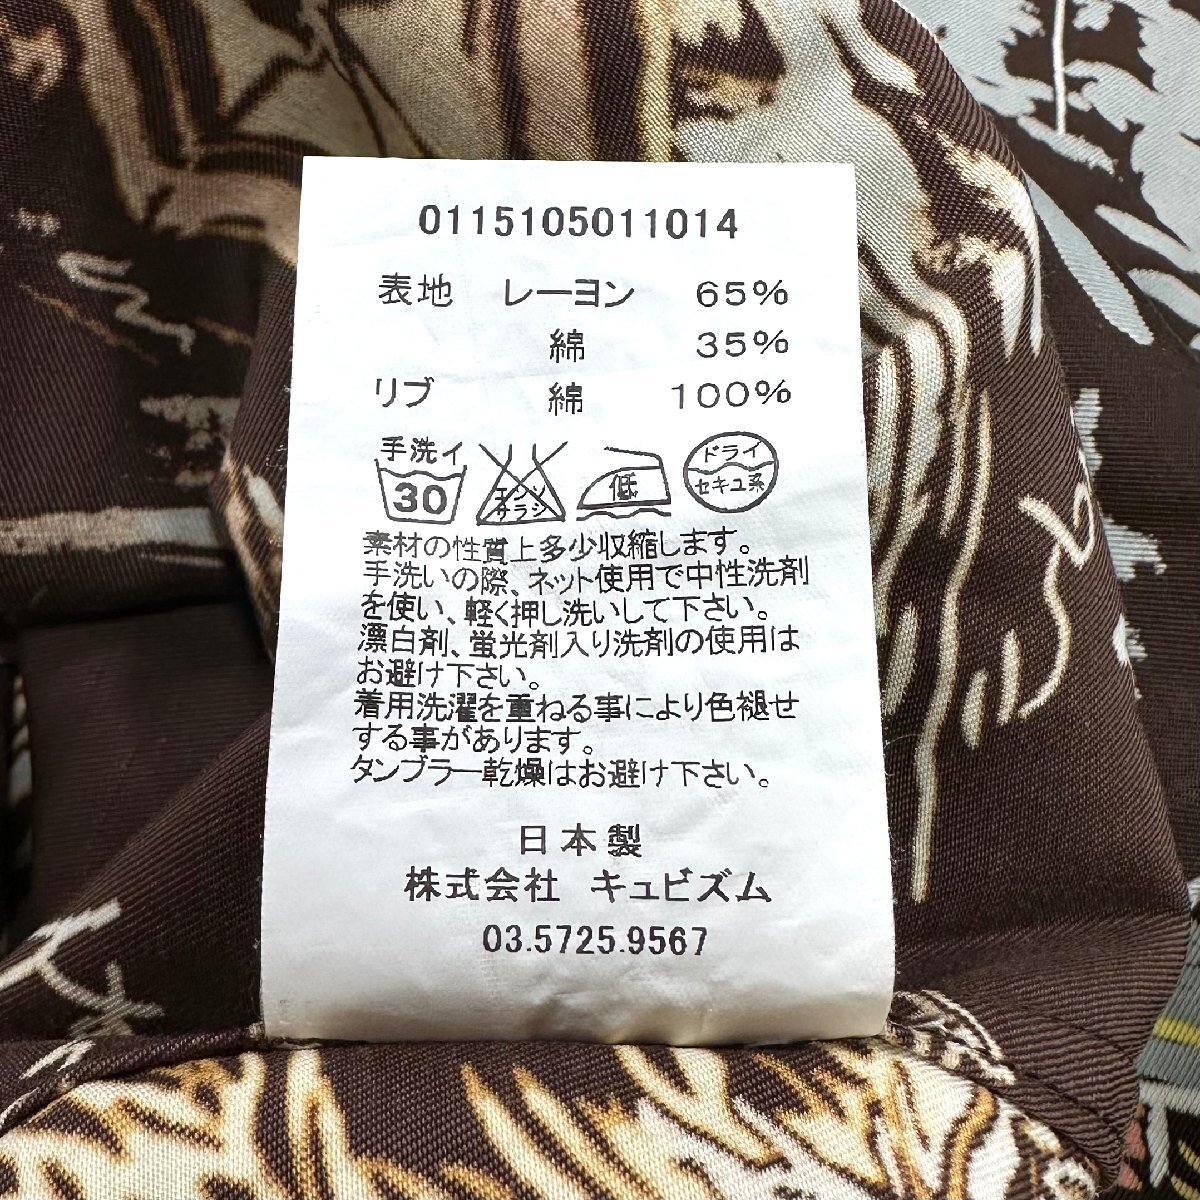 0115105011014
表地 レーヨン 65%
綿 35%
リブ 綿 100%
手洗イ
30
エンソ
サラシ
低
ドライ
セキユ系
素材の性質上多少収縮します。
手洗いの際、ネット使用で中性洗剤
を使い、軽く押し洗いして下さい。
漂白剤、蛍光剤入り洗剤の使用は
お避け下さい。
着用洗濯を重ねる事により色褪せ
する事があります。
タンブラー乾燥はお避け下さい。
日本製
株式会社 キュビズム
03.5725.9567